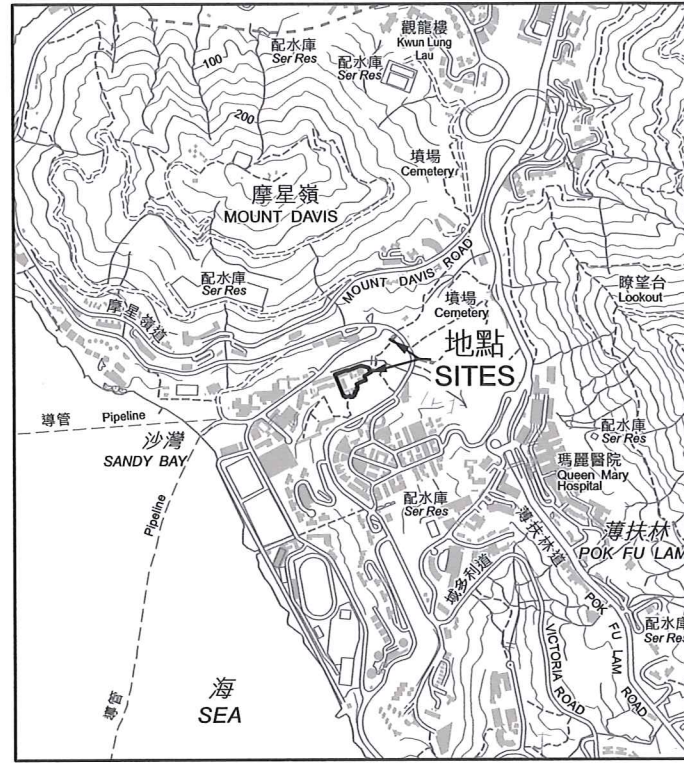 觀龍樓
Kwun Lung
Lau
配水庫
Ser Res
配水庫
Ser Res
100
200
墳場
Cemetery
摩星嶺
MOUNT DAVIS
配水庫
Ser Res
MOUNT DAVIS ROAD
瞭望台
Lookout
墳場
Cemetery
摩星嶺道
地點
SITES
導管 Pipeline
沙灣
SANDY BAY
配水庫
Ser Res
瑪麗醫院
Queen Mary
Hospital
配水庫
Ser Res
薄扶林
POK FU LAM
薄扶林道
Pipeline
域多利道
POK FU LAM ROAD
配水庫
Ser Res
VICTORIA ROAD
導管
海
SEA